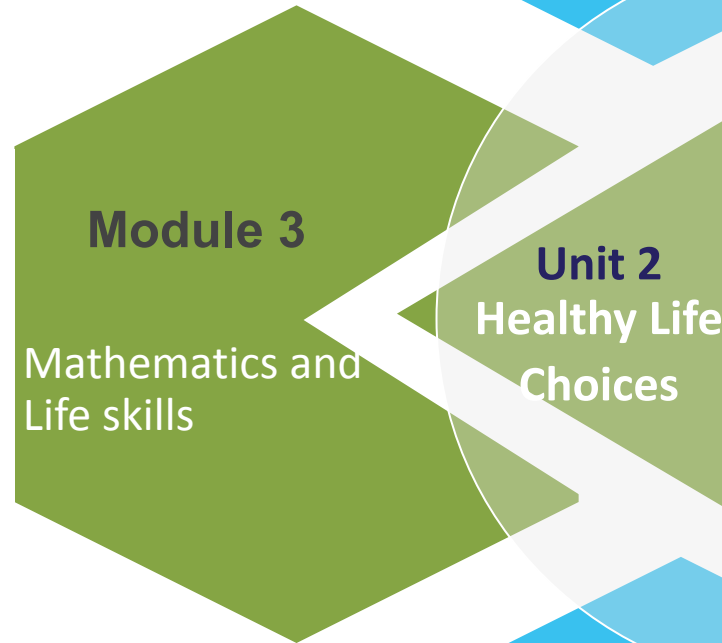 Module 3
Mathematics and
Life skills
Unit 2
Healthy Life
Choices